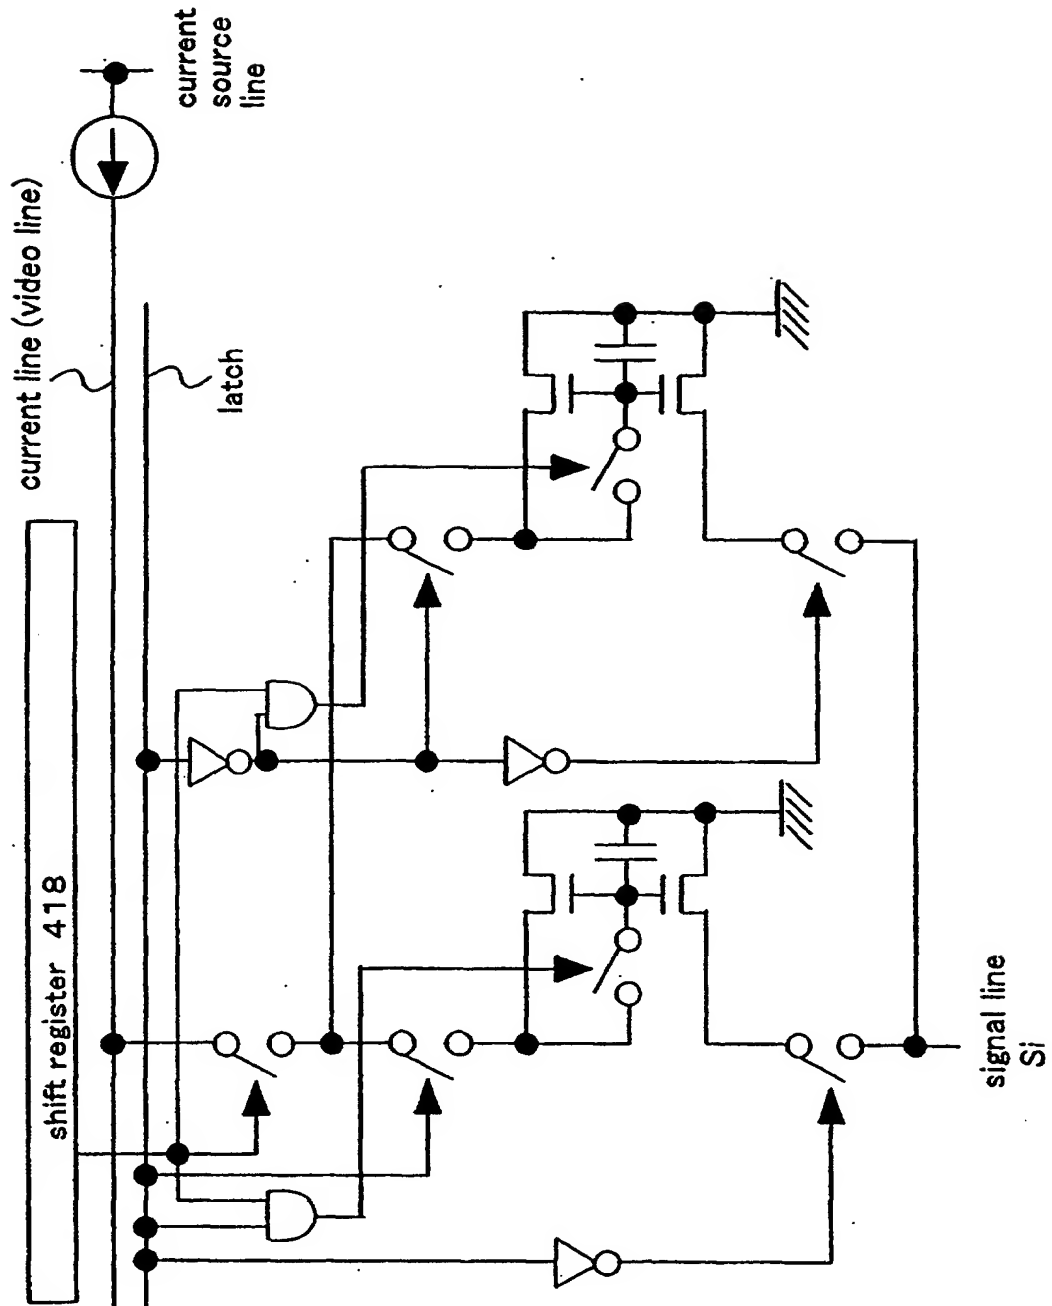 current
source
line
current line (video line)
latch
shift register 418
signal line
Si